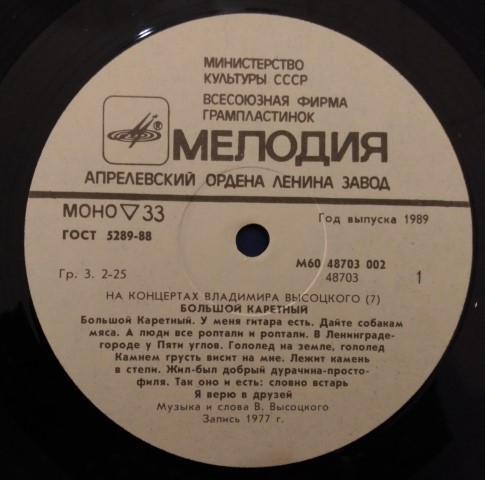 МИНИСТЕРСТВО
КУЛЬТУРЫ СССР
ВСЕСОЮЗНАЯ ФИРМА
ГРАМПЛАСТИНОК
®
МЕЛОДИЯ
АПРЕЛЕВСКИЙ ОРДЕНА ЛЕНИНА ЗАВОД
МОНО ▽ 33
Год выпуска 1989
ГОСТ 5289-88
Гр. 3. 2-25
М60 48703 002
48703
1
НА КОНЦЕРТАХ ВЛАДИМИРА ВЫСОЦКОГО (7)
БОЛЬШОЙ КАРЕТНЫЙ
Большой Каретный. У меня гитара есть. Дайте собакам
мяса. А люди все роптали и роптали. В Ленинграде-
городе у Пяти углов. Гололед на земле, гололед
Камнем грусть висит на мне. Лежит камень
в степи. Жил-был добрый дурачина-просто-
филя. Так оно и есть: словно встарь
Я верю в друзей
Музыка и слова В. Высоцкого
Запись 1977 г.